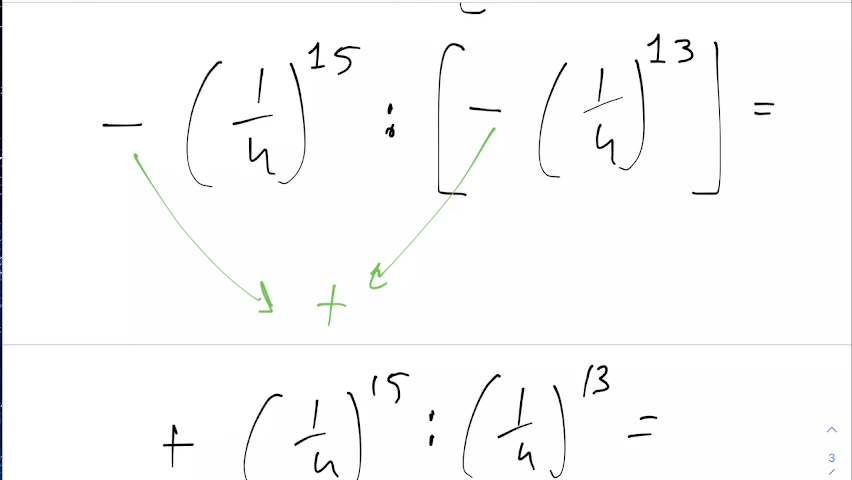 - (1/4)^15 : [ - (1/4)^13 ] =
+
+ (1/4)^15 : (1/4)^13 =
3